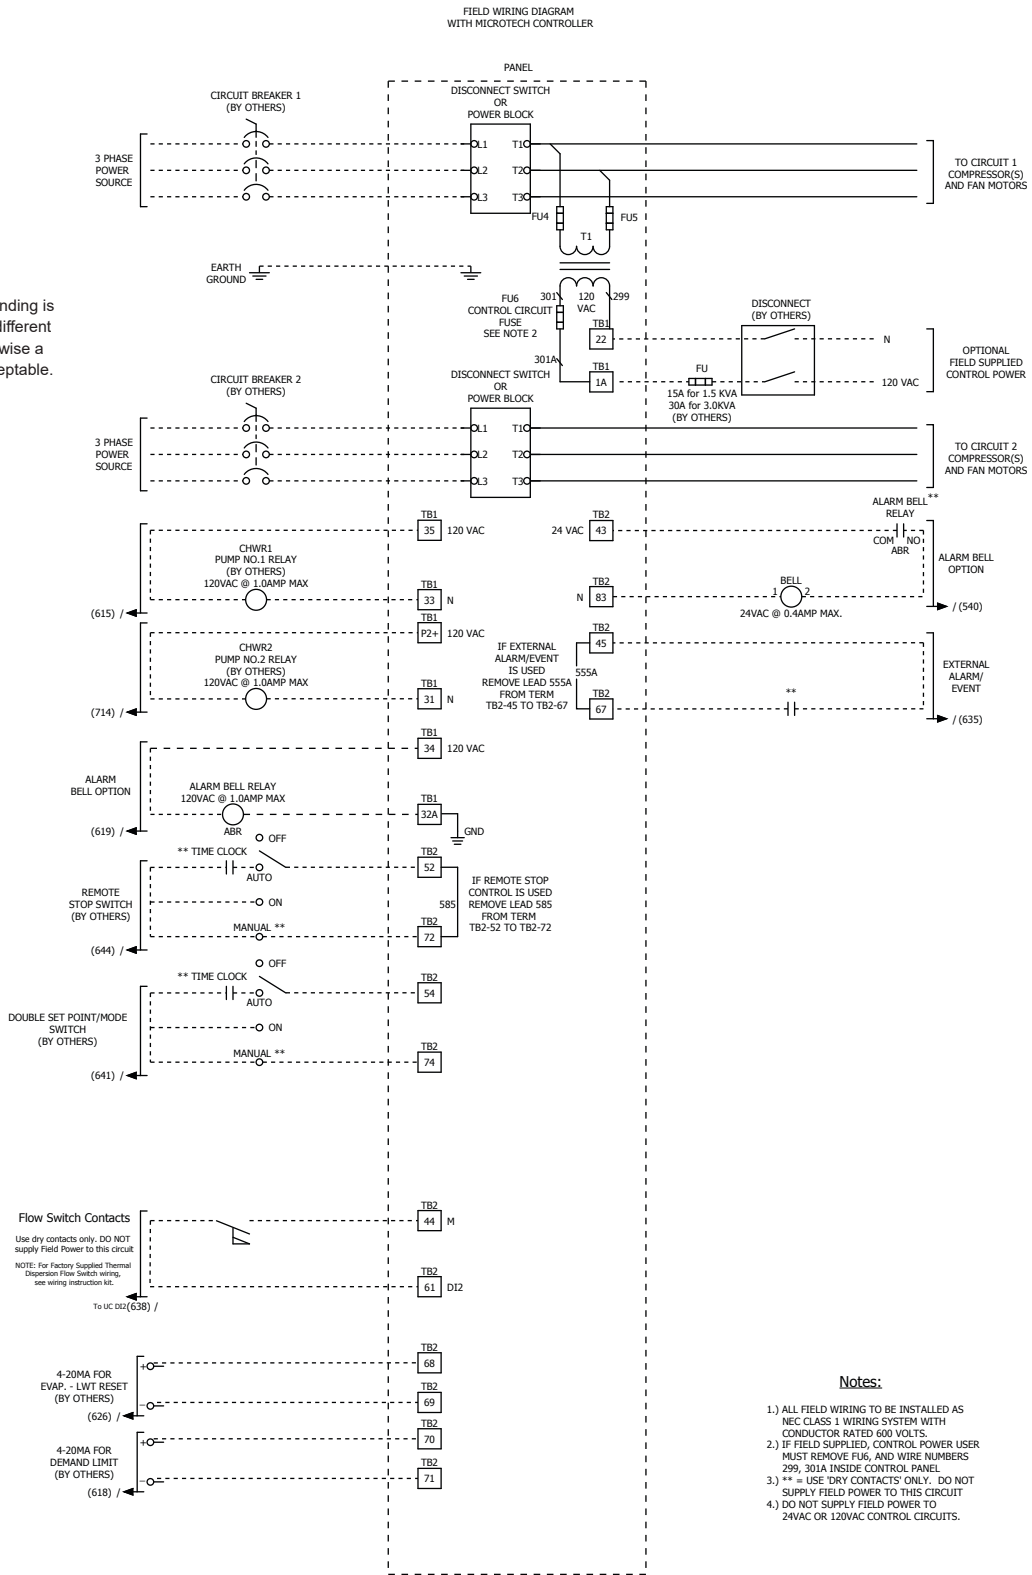 FIELD WIRING DIAGRAM
WITH MICROTECH CONTROLLER
PANEL
DISCONNECT SWITCH
OR
POWER BLOCK
CIRCUIT BREAKER 1
(BY OTHERS)
3 PHASE
POWER
SOURCE
L1
T1
L2
T2
L3
T3
TO CIRCUIT 1
COMPRESSOR(S)
AND FAN MOTORS
FU4
FU5
T1
EARTH
GROUND
nding is
different
wise a
eptable.
FU6
CONTROL CIRCUIT
FUSE
SEE NOTE 2
301
120
VAC
299
TB1
22
301A
TB1
1A
DISCONNECT
(BY OTHERS)
N
FU
15A for 1.5 KVA
30A for 3.0KVA
(BY OTHERS)
120 VAC
OPTIONAL
FIELD SUPPLIED
CONTROL POWER
CIRCUIT BREAKER 2
(BY OTHERS)
DISCONNECT SWITCH
OR
POWER BLOCK
3 PHASE
POWER
SOURCE
L1
T1
L2
T2
L3
T3
TO CIRCUIT 2
COMPRESSOR(S)
AND FAN MOTORS
TB1
35 120 VAC
CHWR1
PUMP NO.1 RELAY
(BY OTHERS)
120VAC @ 1.0AMP MAX
TB1
33 N
(615) /
TB1
P2+ 120 VAC
CHWR2
PUMP NO.2 RELAY
(BY OTHERS)
120VAC @ 1.0AMP MAX
TB1
31 N
(714) /
TB2
24 VAC 43
ALARM BELL**
RELAY
COM NO
ABR
ALARM BELL
OPTION
TB2
N 83
BELL
1 2
24VAC @ 0.4AMP MAX.
/ (540)
TB2
45
IF EXTERNAL
ALARM/EVENT
IS USED
REMOVE LEAD 555A
FROM TERM
TB2-45 TO TB2-67
555A
TB2
67
**
EXTERNAL
ALARM/
EVENT
/ (635)
TB1
34 120 VAC
ALARM
BELL OPTION
ALARM BELL RELAY
120VAC @ 1.0AMP MAX
ABR
TB1
32A
GND
(619) /
OFF
** TIME CLOCK
AUTO
TB2
52
REMOTE
STOP SWITCH
(BY OTHERS)
ON
MANUAL **
585
TB2
72
IF REMOTE STOP
CONTROL IS USED
REMOVE LEAD 585
FROM TERM
TB2-52 TO TB2-72
(644) /
OFF
** TIME CLOCK
AUTO
TB2
54
DOUBLE SET POINT/MODE
SWITCH
(BY OTHERS)
ON
MANUAL **
TB2
74
(641) /
Flow Switch Contacts
Use dry contacts only. DO NOT
supply Field Power to this circuit
NOTE: For Factory Supplied Thermal
Dispersion Flow Switch wiring,
see wiring instruction kit.
To UC DI2(638) /
TB2
44 M
TB2
61 DI2
4-20MA FOR
EVAP. - LWT RESET
(BY OTHERS)
(626) /
+
TB2
68
−
TB2
69
4-20MA FOR
DEMAND LIMIT
(BY OTHERS)
(618) /
+
TB2
70
−
TB2
71
Notes:
1.) ALL FIELD WIRING TO BE INSTALLED AS
NEC CLASS 1 WIRING SYSTEM WITH
CONDUCTOR RATED 600 VOLTS.
2.) IF FIELD SUPPLIED, CONTROL POWER USER
MUST REMOVE FU6, AND WIRE NUMBERS
299, 301A INSIDE CONTROL PANEL
3.) ** = USE 'DRY CONTACTS' ONLY. DO NOT
SUPPLY FIELD POWER TO THIS CIRCUIT
4.) DO NOT SUPPLY FIELD POWER TO
24VAC OR 120VAC CONTROL CIRCUITS.